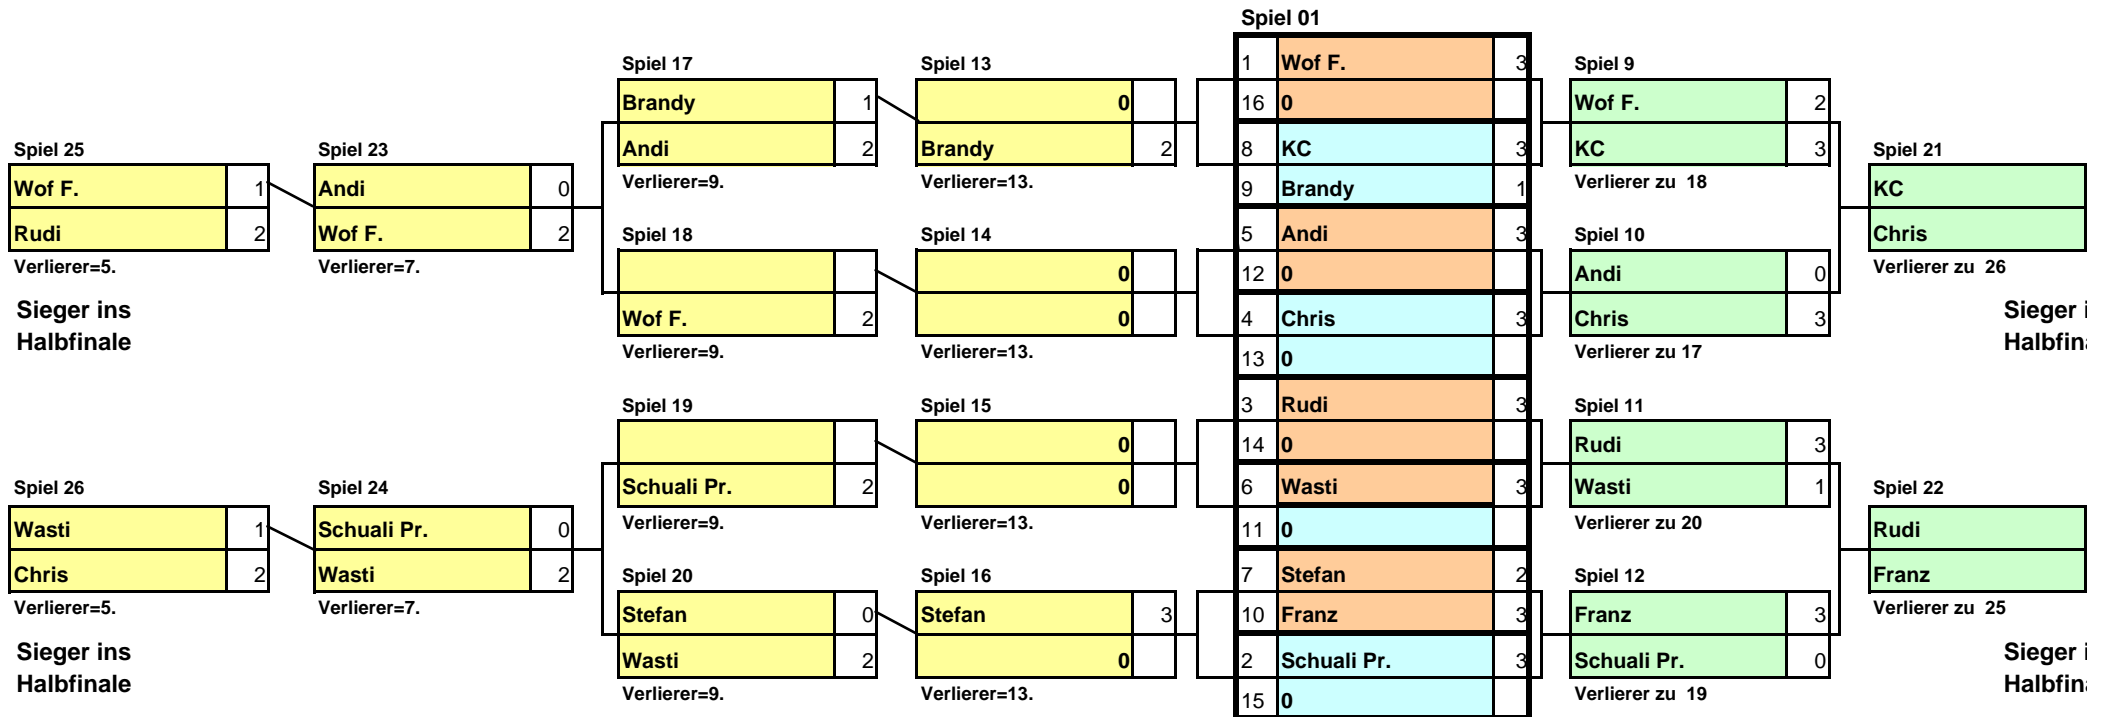 Spiel 01
1 Wof F. 3
Spiel 17 Spiel 13 Spiel 9
Brandy 1 0 16 0 Wof F. 2
Spiel 25 Spiel 23 Andi 2 Brandy 2 8 KC 3 KC 3 Spiel 21
Wof F. 1 Andi 0 Verlierer=9. Verlierer=13. 9 Brandy 1 Verlierer zu 18 KC
Rudi 2 Wof F. 2 Spiel 18 Spiel 14 5 Andi 3 Spiel 10 Chris
Verlierer=5. Verlierer=7. 0 12 0 Andi 0 Verlierer zu 26
Sieger ins Wof F. 2 0 4 Chris 3 Chris 3 Sieger i
Halbfinale Verlierer=9. Verlierer=13. 13 0 Verlierer zu 17 Halbfin
Spiel 19 Spiel 15 3 Rudi 3 Spiel 11
0 14 0 Rudi 3
Spiel 26 Spiel 24 Schuali Pr. 2 0 6 Wasti 3 Wasti 1 Spiel 22
Wasti 1 Schuali Pr. 0 Verlierer=9. Verlierer=13. 11 0 Verlierer zu 20 Rudi
Chris 2 Wasti 2 Spiel 20 Spiel 16 7 Stefan 2 Spiel 12 Franz
Verlierer=5. Verlierer=7. Stefan 0 Stefan 3 10 Franz 3 Franz 3 Verlierer zu 25
Sieger ins Wasti 2 0 2 Schuali Pr. 3 Schuali Pr. 0 Sieger i
Halbfinale Verlierer=9. Verlierer=13. 15 0 Verlierer zu 19 Halbfin